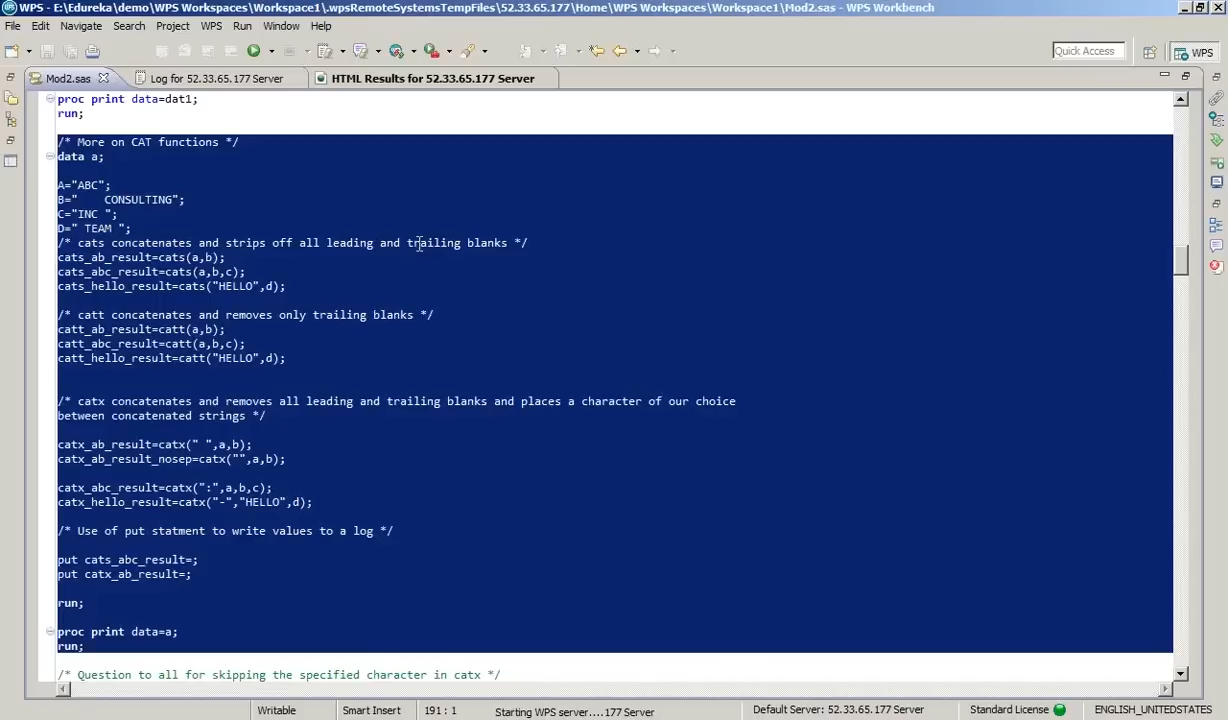 WPS - E:\Edureka\demo\WPS Workspaces\Workspace1\.wpsRemoteSystemsTempFiles\52.33.65.177\Home\WPS Workspaces\Workspace1\Mod2.sas - WPS Workbench
File Edit Navigate Search Project WPS Run Window Help
Quick Access
WPS
Mod2.sas
Log for 52.33.65.177 Server
HTML Results for 52.33.65.177 Server
proc print data=dat1;
run;
/* More on CAT functions */
data a;
A="ABC";
B="    CONSULTING";
C="INC ";
D=" TEAM ";
/* cats concatenates and strips off all leading and trailing blanks */
cats_ab_result=cats(a,b);
cats_abc_result=cats(a,b,c);
cats_hello_result=cats("HELLO",d);
/* catt concatenates and removes only trailing blanks */
catt_ab_result=catt(a,b);
catt_abc_result=catt(a,b,c);
catt_hello_result=catt("HELLO",d);
/* catx concatenates and removes all leading and trailing blanks and places a character of our choice
between concatenated strings */
catx_ab_result=catx(" ",a,b);
catx_ab_result_nosep=catx("",a,b);
catx_abc_result=catx(":",a,b,c);
catx_hello_result=catx("-","HELLO",d);
/* Use of put statment to write values to a log */
put cats_abc_result=;
put catx_ab_result=;
run;
proc print data=a;
run;
/* Question to all for skipping the specified character in catx */
Writable
Smart Insert
191 : 1
Starting WPS server....177 Server
Default Server: 52.33.65.177 Server
Standard License
ENGLISH_UNITEDSTATES